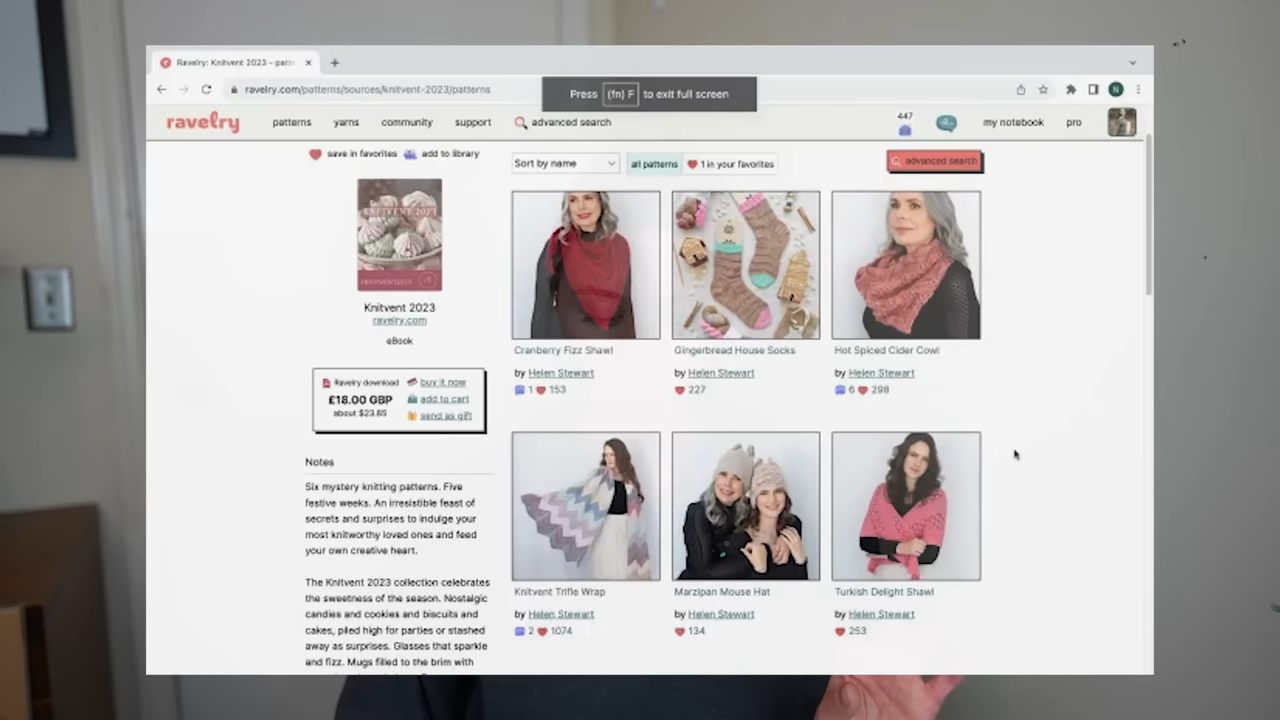 Ravelry: Knitvent 2023 - patt
ravelry.com/patterns/sources/knitvent-2023/patterns
Press (fn) F to exit full screen
N
ravelry
patterns
yarns
community
support
advanced search
447
my notebook
pro
save in favorites
add to library
Sort by name
all patterns
1 in your favorites
advanced search
KNITVENT 2023
Knitvent 2023
ravelry.com
eBook
Ravelry download
£18.00 GBP
about $23.65
buy it now
add to cart
send as gift
Notes
Six mystery knitting patterns. Five
festive weeks. An irresistible feast of
secrets and surprises to indulge your
most knitworthy loved ones and feed
your own creative heart.
The Knitvent 2023 collection celebrates
the sweetness of the season. Nostalgic
candies and cookies and biscuits and
cakes, piled high for parties or stashed
away as surprises. Glasses that sparkle
and fizz. Mugs filled to the brim with
Cranberry Fizz Shawl
by Helen Stewart
1 153
Gingerbread House Socks
by Helen Stewart
227
Hot Spiced Cider Cowl
by Helen Stewart
6 298
Knitvent Trifle Wrap
by Helen Stewart
2 1074
Marzipan Mouse Hat
by Helen Stewart
134
Turkish Delight Shawl
by Helen Stewart
253